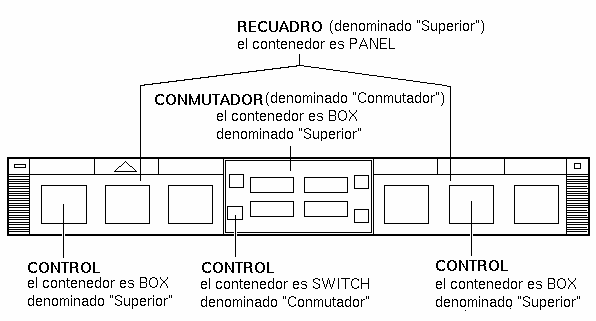 RECUADRO (denominado "Superior")
el contenedor es PANEL
CONMUTADOR (denominado "Conmutador")
el contenedor es BOX
denominado "Superior"
CONTROL
el contenedor es BOX
denominado "Superior"
CONTROL
el contenedor es SWITCH
denominado "Conmutador"
CONTROL
el contenedor es BOX
denominado "Superior"